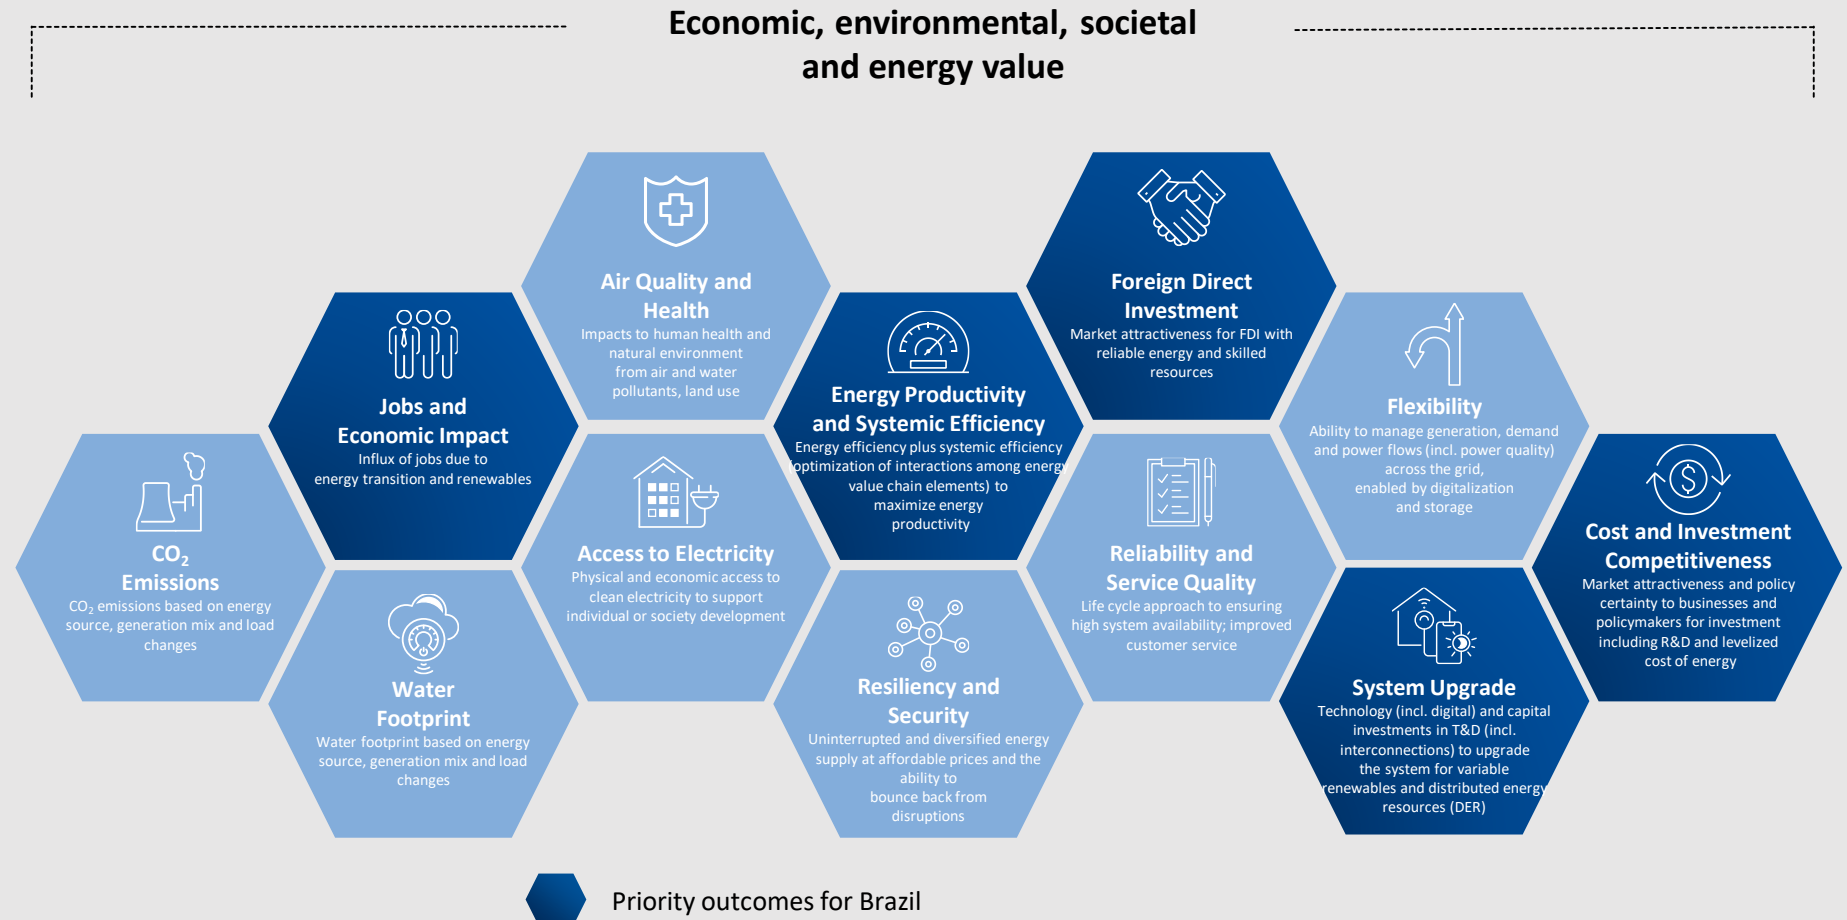 Economic, environmental, societal
and energy value
Air Quality and
Health
Impacts to human health and
natural environment
from air and water
pollutants, land use
Foreign Direct
Investment
Market attractiveness for FDI with
reliable energy and skilled
resources
Jobs and
Economic Impact
Influx of jobs due to
energy transition and renewables
Energy Productivity
and Systemic Efficiency
Energy efficiency plus systemic efficiency
(optimization of interactions among energy
value chain elements) to
maximize energy
productivity
Flexibility
Ability to manage generation, demand
and power flows (incl. power quality)
across the grid,
enabled by digitalization
and storage
CO₂
Emissions
CO₂ emissions based on energy
source, generation mix and load
changes
Access to Electricity
Physical and economic access to
clean electricity to support
individual or society development
Reliability and
Service Quality
Life cycle approach to ensuring
high system availability; improved
customer service
Cost and Investment
Competitiveness
Market attractiveness and policy
certainty to businesses and
policymakers for investment
including R&D and levelized
cost of energy
Water
Footprint
Water footprint based on energy
source, generation mix and load
changes
Resiliency and
Security
Uninterrupted and diversified energy
supply at affordable prices and the
ability to
bounce back from
disruptions
System Upgrade
Technology (incl. digital) and capital
investments in T&D (incl.
interconnections) to upgrade
the system for variable
renewables and distributed energy
resources (DER)
Priority outcomes for Brazil